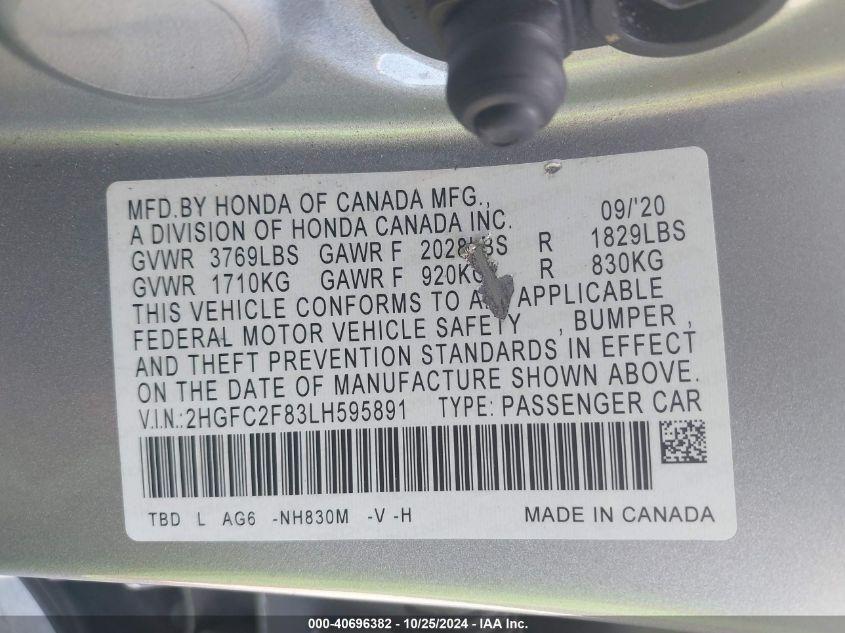 MFD.BY HONDA OF CANADA MFG.,
A DIVISION OF HONDA CANADA INC. 09/'20
GVWR 3769LBS GAWR F 2028LBS R 1829LBS
GVWR 1710KG GAWR F 920KG R 830KG
THIS VEHICLE CONFORMS TO APPLICABLE
FEDERAL MOTOR VEHICLE SAFETY , BUMPER ,
AND THEFT PREVENTION STANDARDS IN EFFECT
ON THE DATE OF MANUFACTURE SHOWN ABOVE.
V.I.N.:2HGFC2F83LH595891 TYPE: PASSENGER CAR
TBD L AG6 -NH830M -V -H MADE IN CANADA
000--40696382 - 10/25/2024 - IAA Inc.